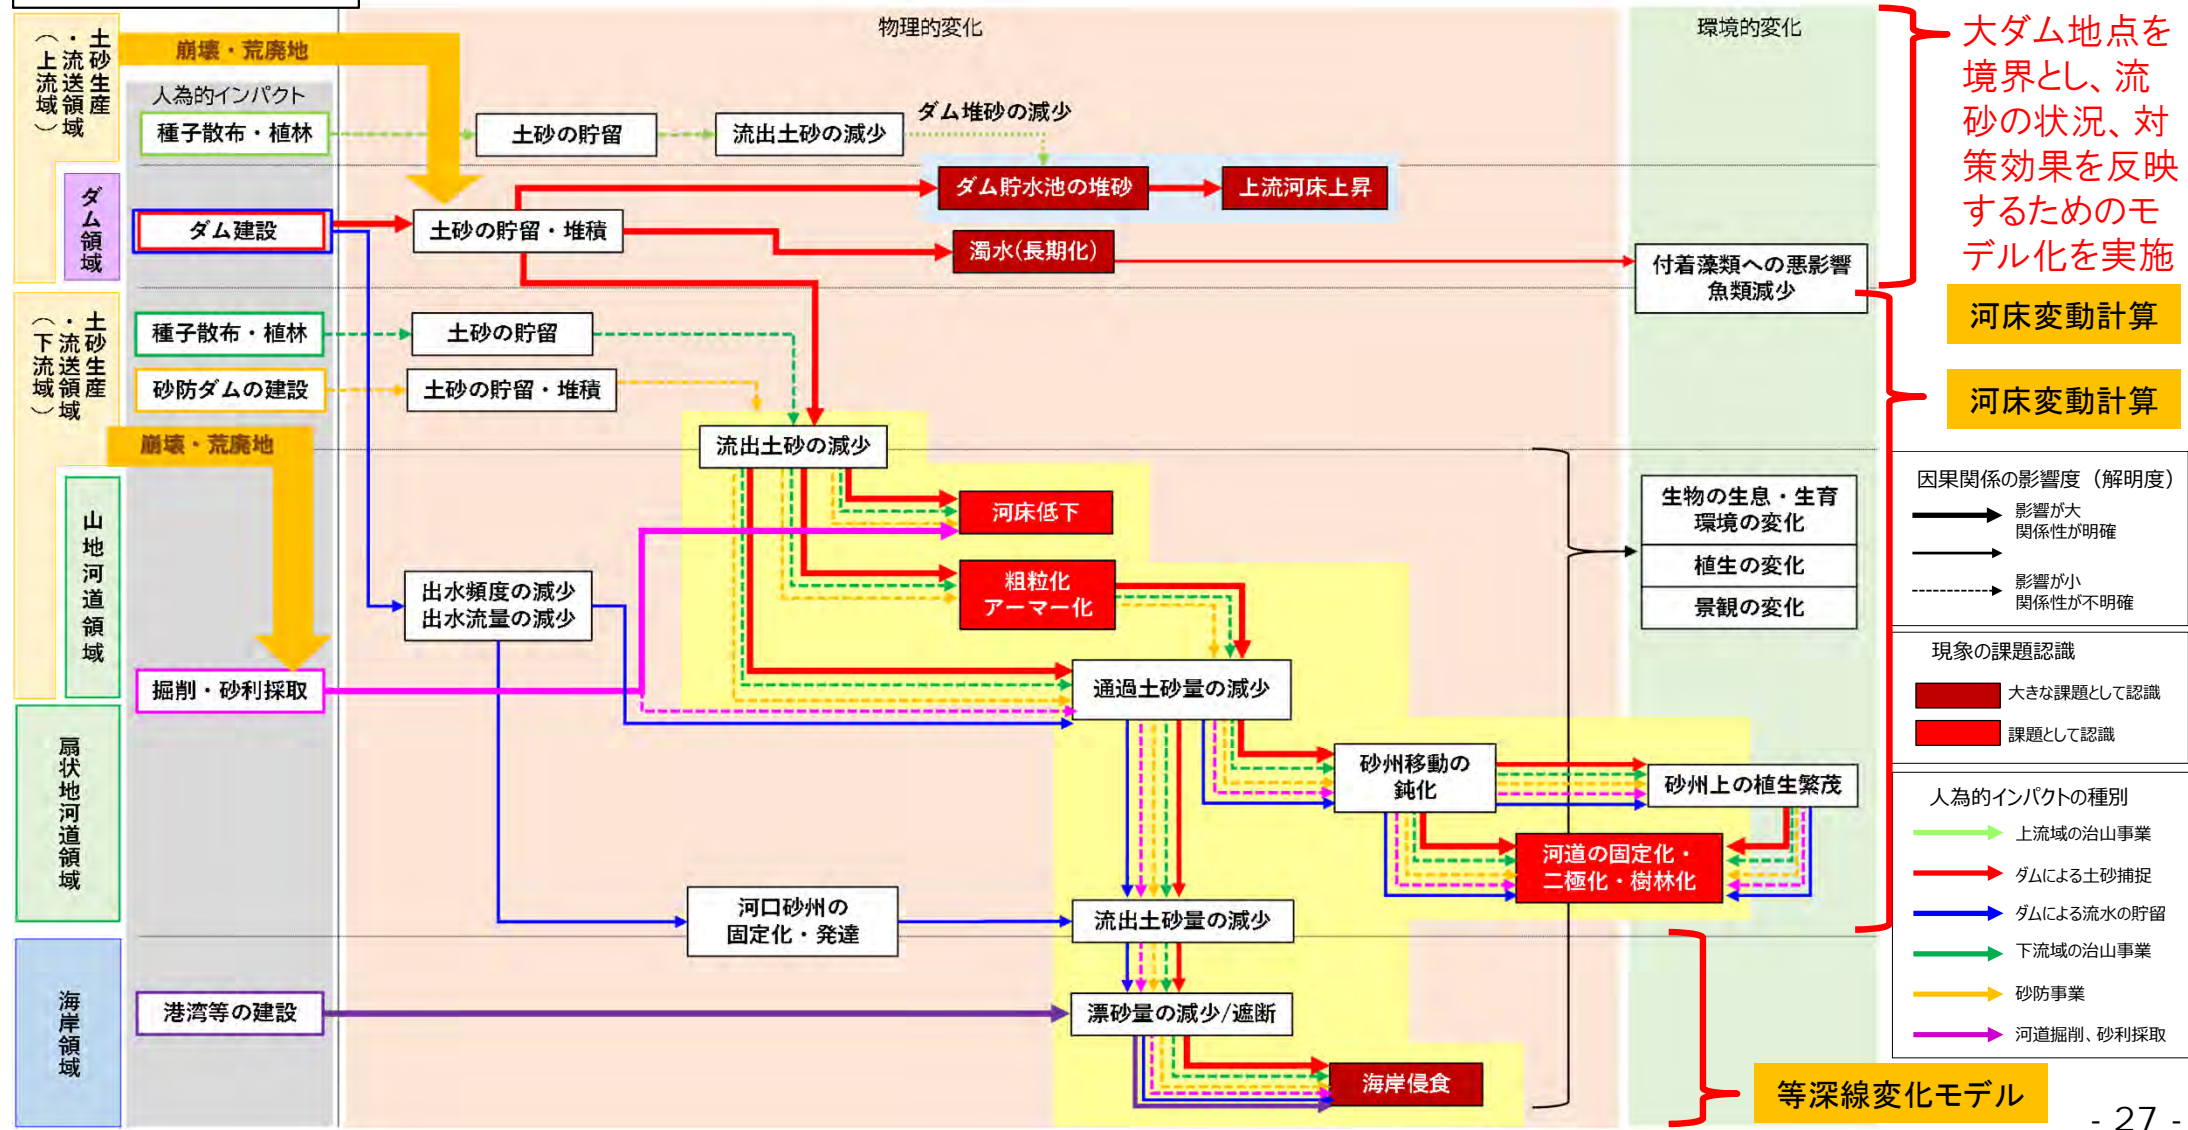 物理的変化
環境的変化
土砂生産
・流送領域
（上流域）
崩壊・荒廃地
人為的インパクト
種子散布・植林
土砂の貯留
流出土砂の減少
ダム堆砂の減少
ダム領域
ダム建設
土砂の貯留・堆積
ダム貯水池の堆砂
上流河床上昇
濁水(長期化)
付着藻類への悪影響
魚類減少
大ダム地点を
境界とし、流
砂の状況、対
策効果を反映
するためのモ
デル化を実施
河床変動計算
土砂生産
・流送領域
（下流域）
種子散布・植林
土砂の貯留
砂防ダムの建設
土砂の貯留・堆積
河床変動計算
崩壊・荒廃地
流出土砂の減少
山地河道領域
河床低下
粗粒化
アーマー化
出水頻度の減少
出水流量の減少
生物の生息・生育
環境の変化
植生の変化
景観の変化
掘削・砂利採取
通過土砂量の減少
扇状地河道領域
砂州移動の
鈍化
砂州上の植生繁茂
河道の固定化・
二極化・樹林化
河口砂州の
固定化・発達
流出土砂量の減少
海岸領域
港湾等の建設
漂砂量の減少/遮断
海岸侵食
等深線変化モデル
因果関係の影響度（解明度）
影響が大
関係性が明確
影響が小
関係性が不明確
現象の課題認識
大きな課題として認識
課題として認識
人為的インパクトの種別
上流域の治山事業
ダムによる土砂捕捉
ダムによる流水の貯留
下流域の治山事業
砂防事業
河道掘削、砂利採取
- 27 -